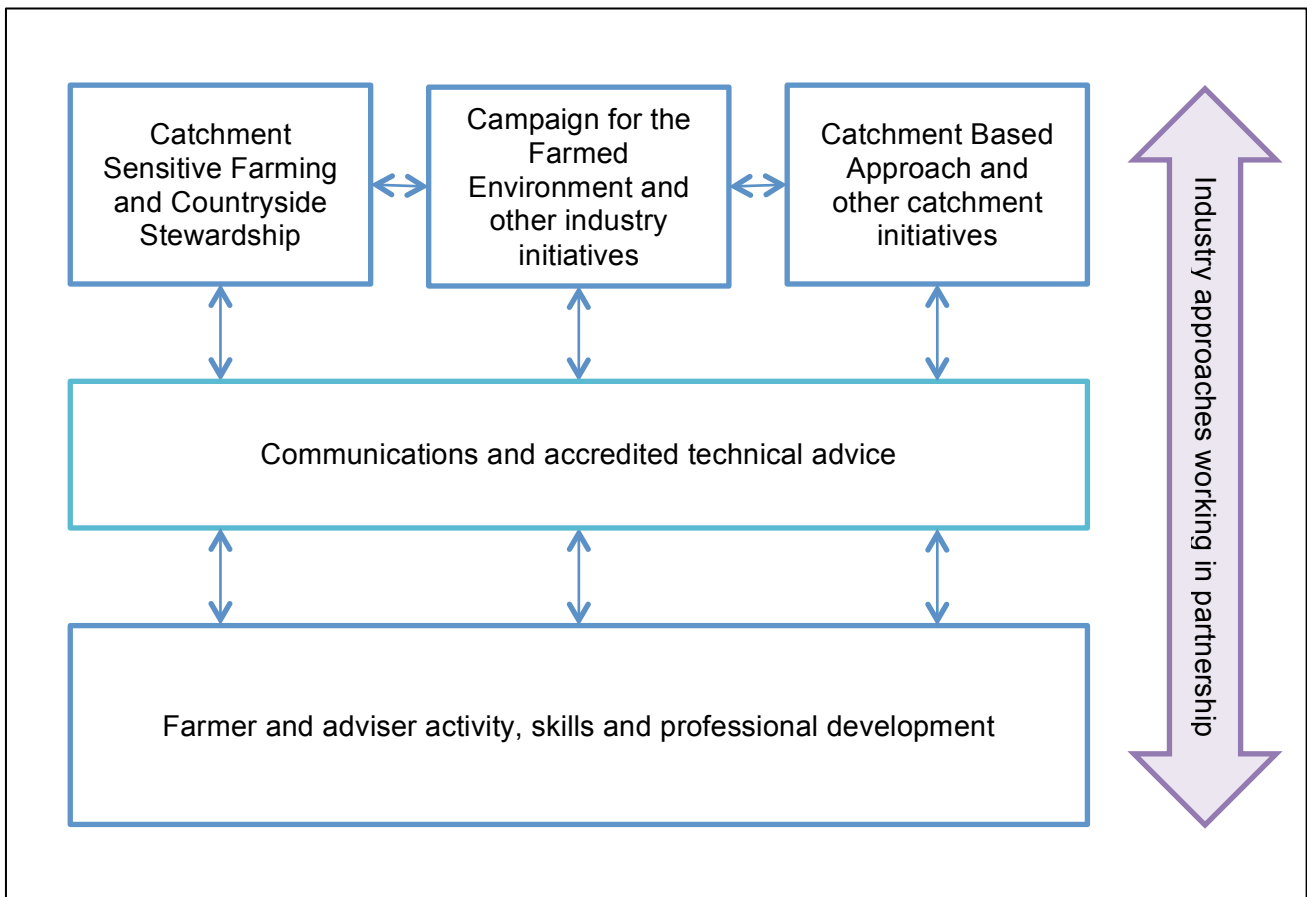 Catchment
Sensitive Farming
and Countryside
Stewardship
Campaign for the
Farmed
Environment and
other industry
initiatives
Catchment Based
Approach and
other catchment
initiatives
Communications and accredited technical advice
Farmer and adviser activity, skills and professional development
Industry approaches working in partnership